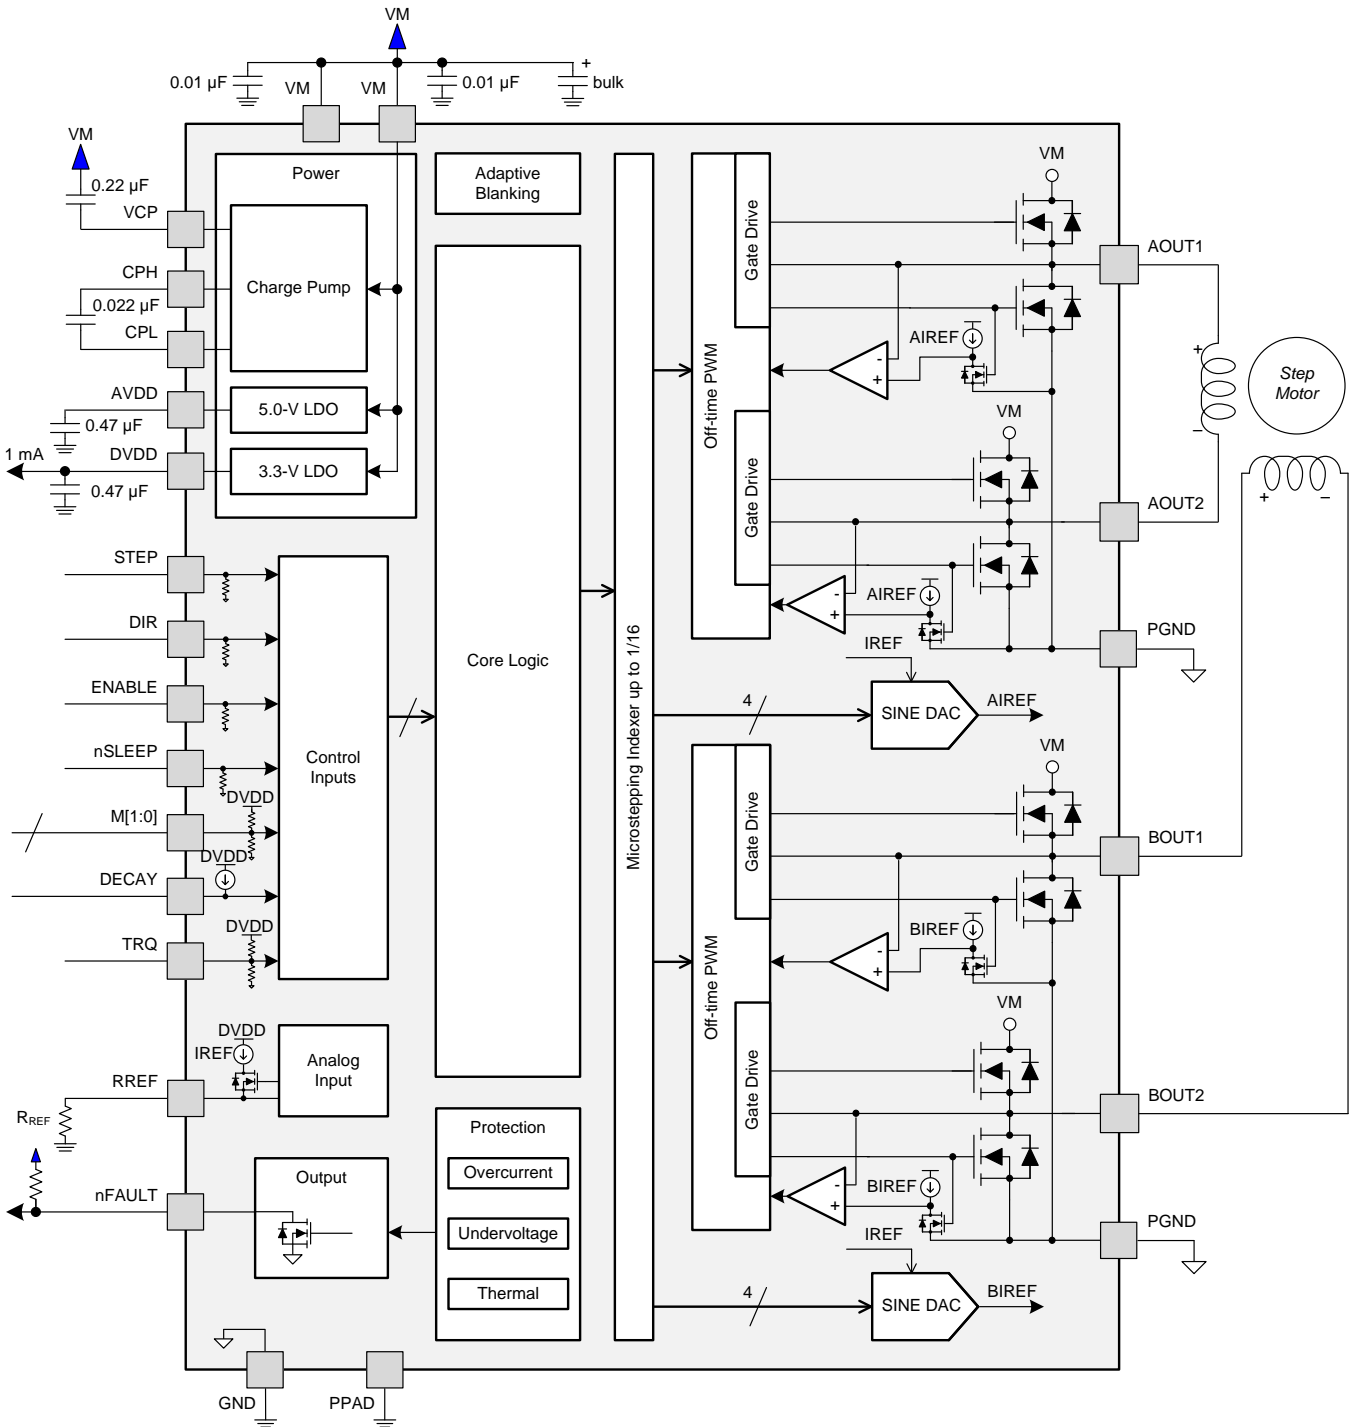 VM
0.01 µF
VM
VM
0.01 µF
+
bulk
VM
0.22 µF
VCP
CPH
0.022 µF
CPL
AVDD
0.47 µF
1 mA
DVDD
0.47 µF
Power
Charge Pump
5.0-V LDO
3.3-V LDO
Adaptive
Blanking
Core Logic
STEP
DIR
ENABLE
nSLEEP
M[1:0]
DECAY
TRQ
DVDD
DVDD
DVDD
Control
Inputs
DVDD
IREF
RREF
RREF
Analog
Input
nFAULT
Output
Protection
Overcurrent
Undervoltage
Thermal
GND
PPAD
Microstepping Indexer up to 1/16
Off-time PWM
Gate Drive
Gate Drive
VM
AOUT1
AIREF
-
+
VM
AOUT2
AIREF
-
+
IREF
PGND
4
SINE DAC
AIREF
+
–
Step
Motor
+
–
Off-time PWM
Gate Drive
Gate Drive
VM
BOUT1
BIREF
-
+
VM
BOUT2
BIREF
-
+
IREF
PGND
4
SINE DAC
BIREF